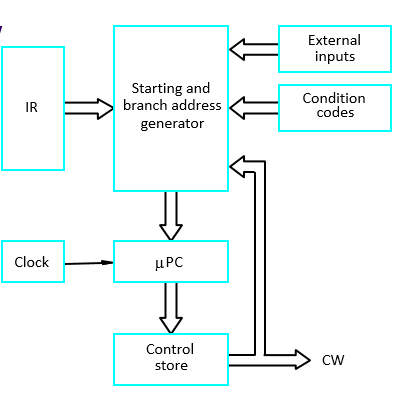 External
inputs
IR
Starting and
branch address
generator
Condition
codes
Clock
μPC
Control
store
CW